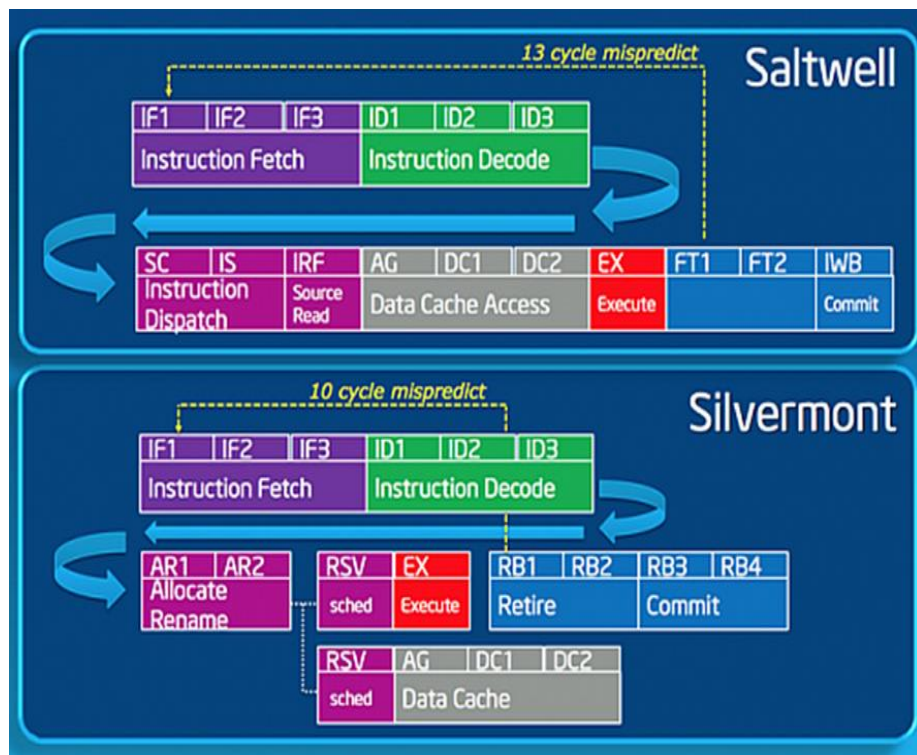 13 cycle mispredict
Saltwell
IF1 IF2 IF3 ID1 ID2 ID3
Instruction Fetch Instruction Decode
SC IS IRF AG DC1 DC2 EX FT1 FT2 IWB
Instruction Dispatch
Source Read
Data Cache Access
Execute
Commit
10 cycle mispredict
Silvermont
IF1 IF2 IF3 ID1 ID2 ID3
Instruction Fetch Instruction Decode
AR1 AR2 RSV EX RB1 RB2 RB3 RB4
Allocate Rename
sched
Execute
Retire
Commit
RSV AG DC1 DC2
sched Data Cache